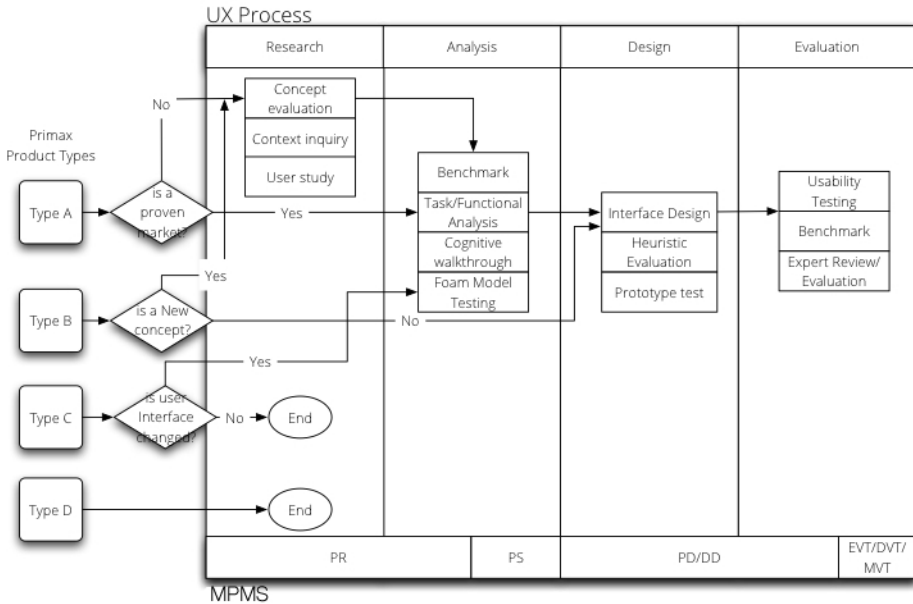 UX Process
Research
Analysis
Design
Evaluation
Primax
Product Types
No
Concept
evaluation
Context inquiry
User study
Benchmark
Task/Functional
Analysis
Cognitive
walkthrough
Foam Model
Testing
Interface Design
Heuristic
Evaluation
Prototype test
Usability
Testing
Benchmark
Expert Review/
Evaluation
Type A
is a
proven
market?
Yes
Yes
Type B
is a New
concept?
No
Yes
Type C
is user
Interface
changed?
No
End
Type D
End
PR
PS
PD/DD
EVT/DVT/
MVT
MPMS